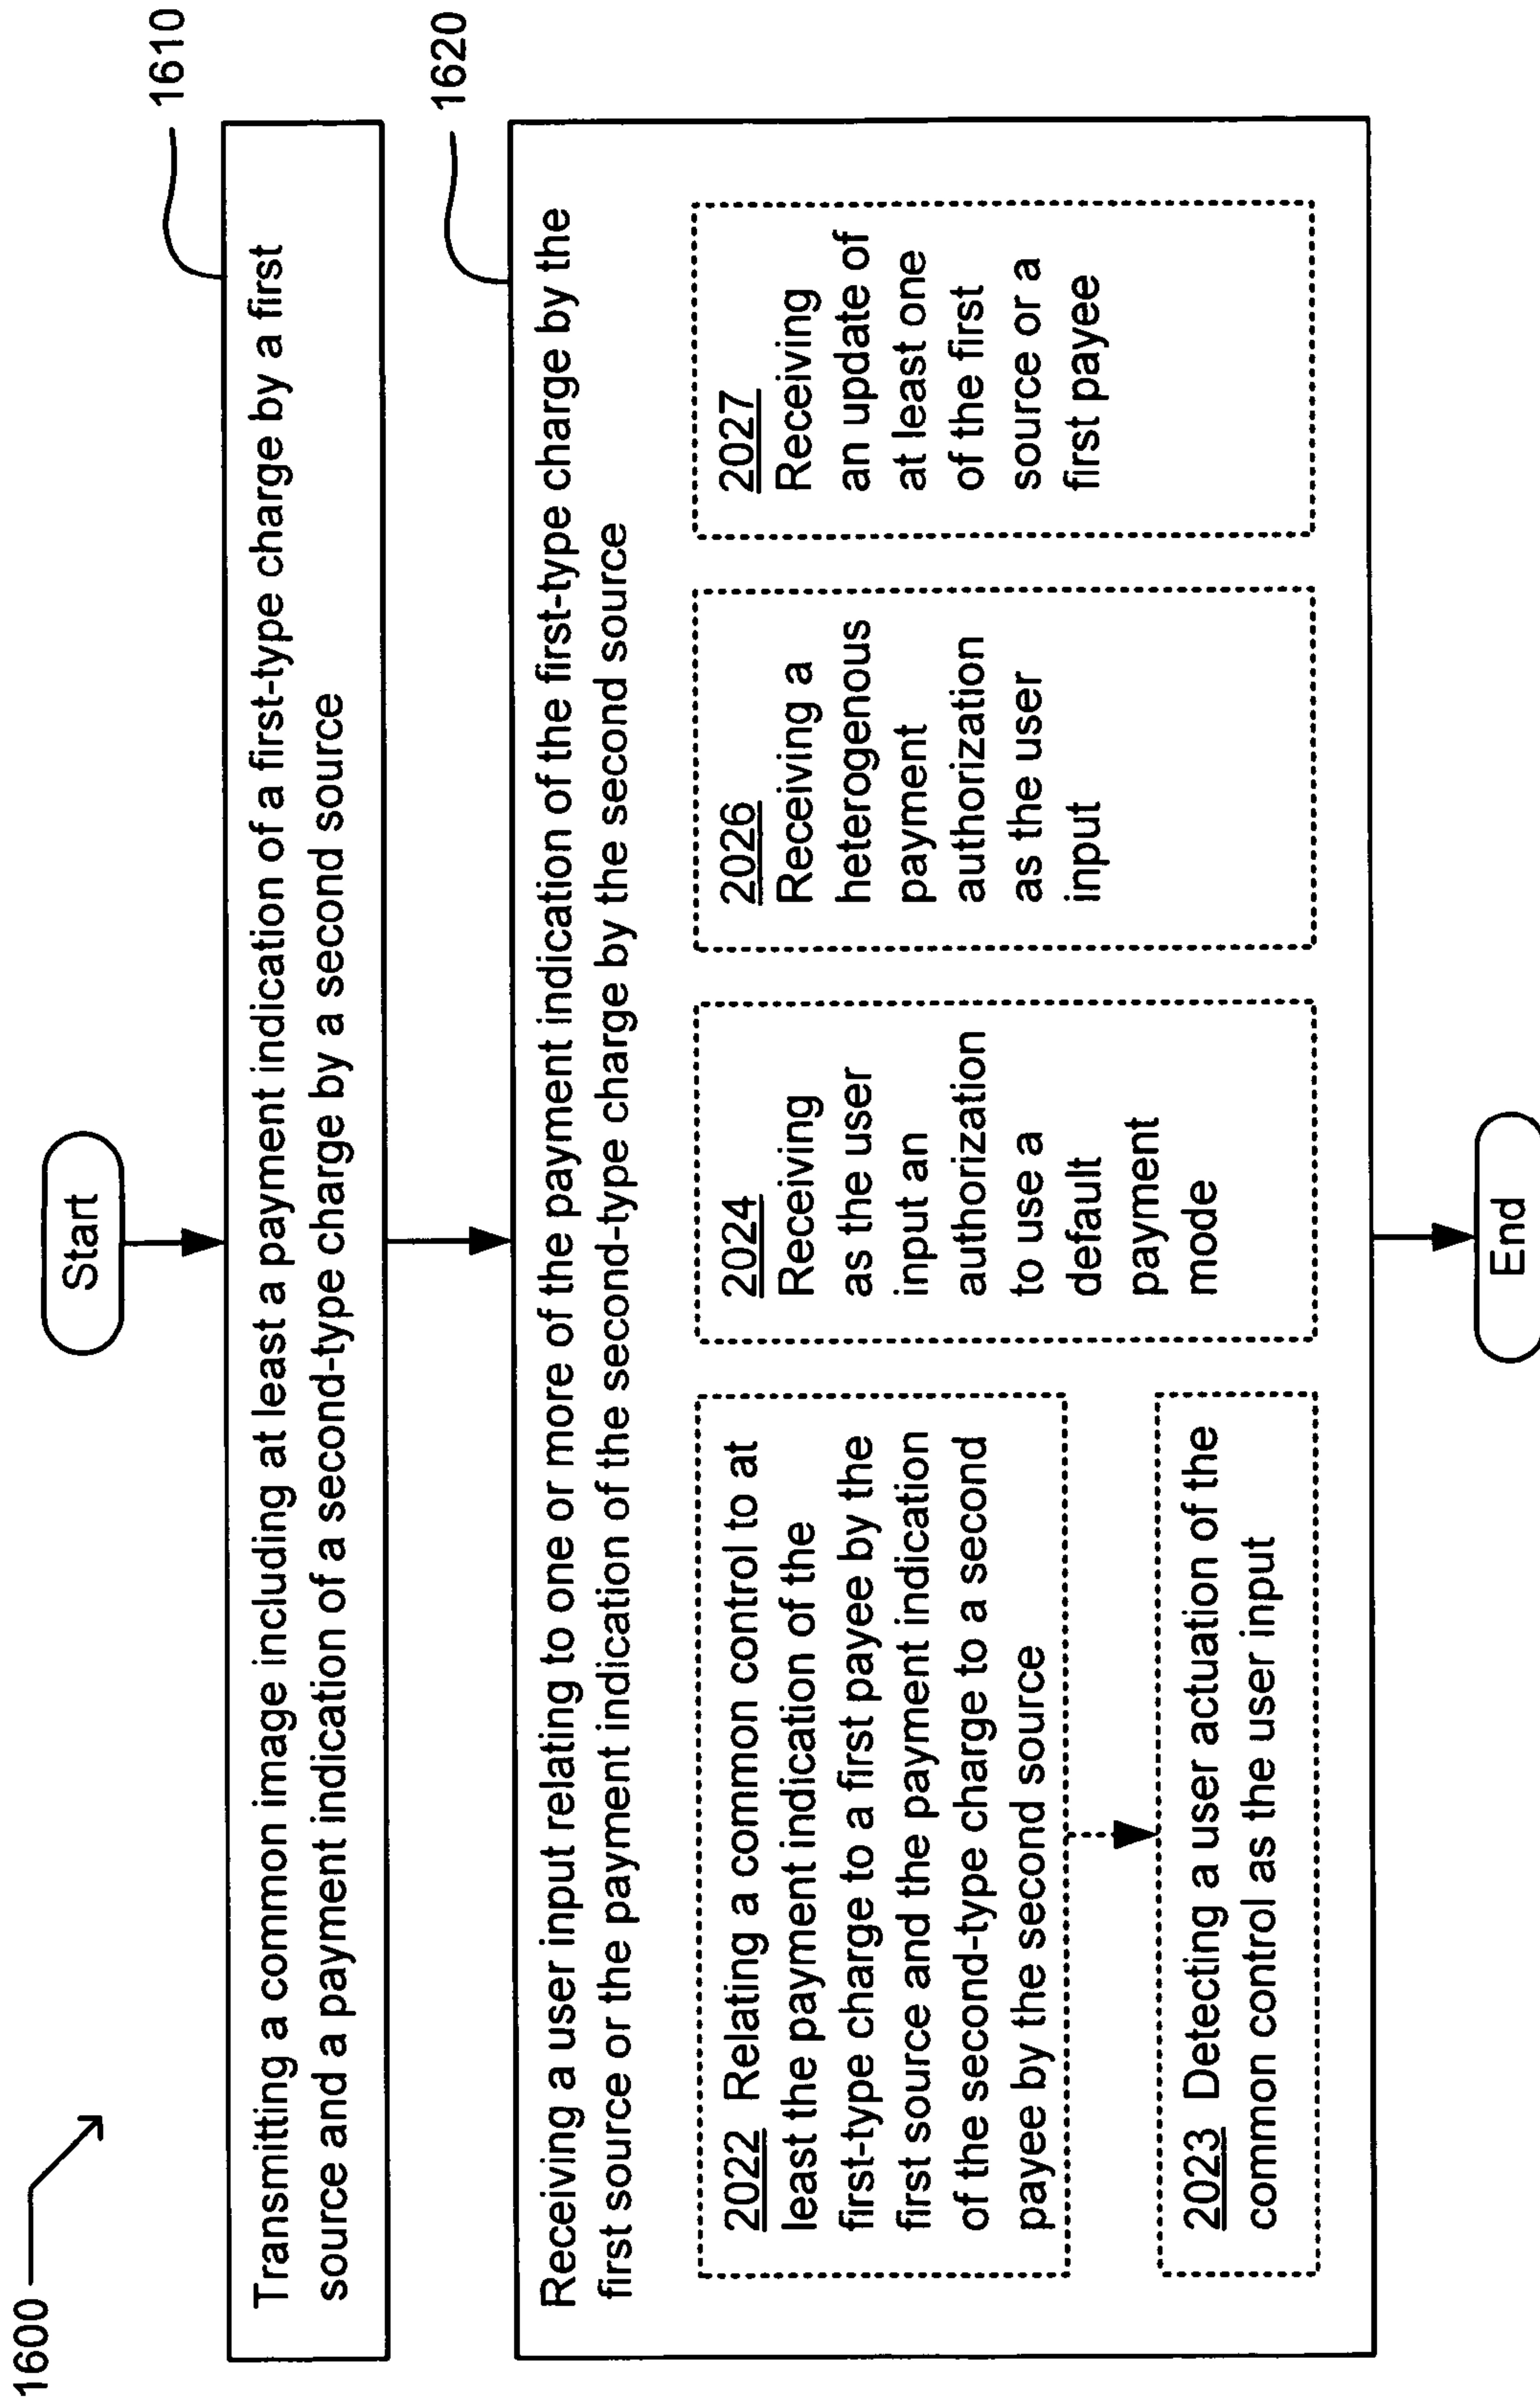 1600
Start
1610
Transmitting a common image including at least a payment indication of a first-type charge by a first
source and a payment indication of a second-type charge by a second source
1620
Receiving a user input relating to one or more of the payment indication of the first-type charge by the
first source or the payment indication of the second-type charge by the second source
2022 Relating a common control to at
least the payment indication of the
first-type charge to a first payee by the
first source and the payment indication
of the second-type charge to a second
payee by the second source
2023 Detecting a user actuation of the
common control as the user input
2024
Receiving
as the user
input an
authorization
to use a
default
payment
mode
2026
Receiving a
heterogenous
payment
authorization
as the user
input
2027
Receiving
an update of
at least one
of the first
source or a
first payee
End